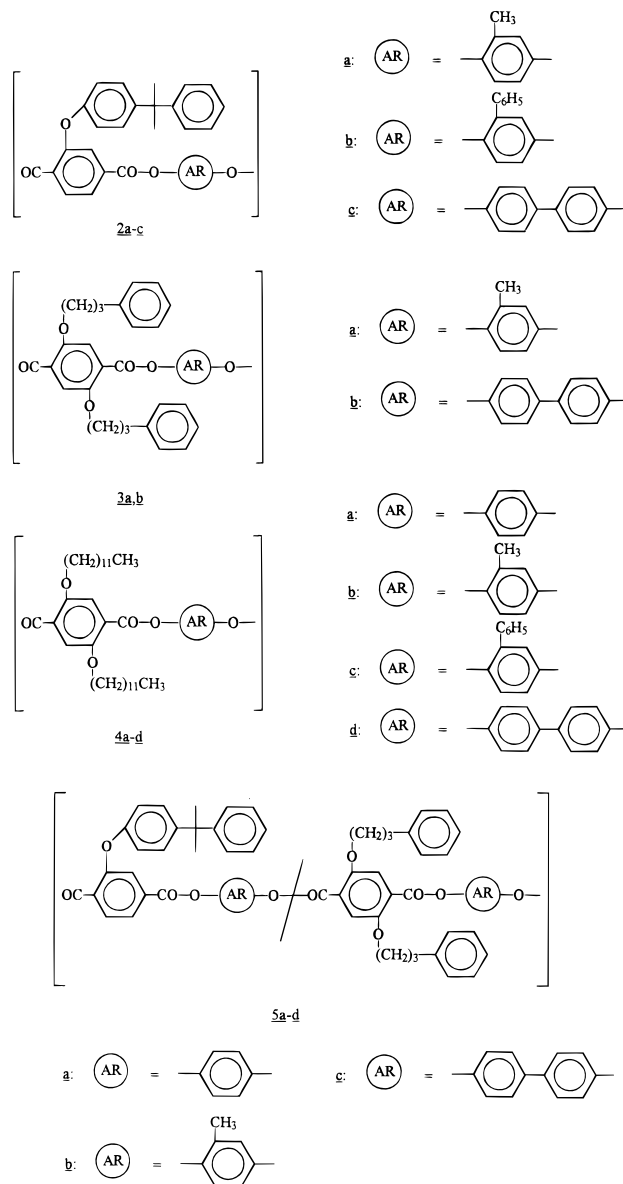 CH₃
a: AR =
O
C₆H₅
OC CO—O AR O
b: AR =
2a-c
c: AR =
(CH₂)₃
CH₃
O
a: AR =
OC CO—O AR O
O
b: AR =
(CH₂)₃
3a,b
a: AR =
(CH₂)₁₁CH₃
CH₃
O
b: AR =
OC CO—O AR O
C₆H₅
O
c: AR =
(CH₂)₁₁CH₃
4a-d
d: AR =
(CH₂)₃
O O
OC CO—O AR O OC CO—O AR O
O
(CH₂)₃
5a-d
a: AR = c: AR =
CH₃
b: AR =